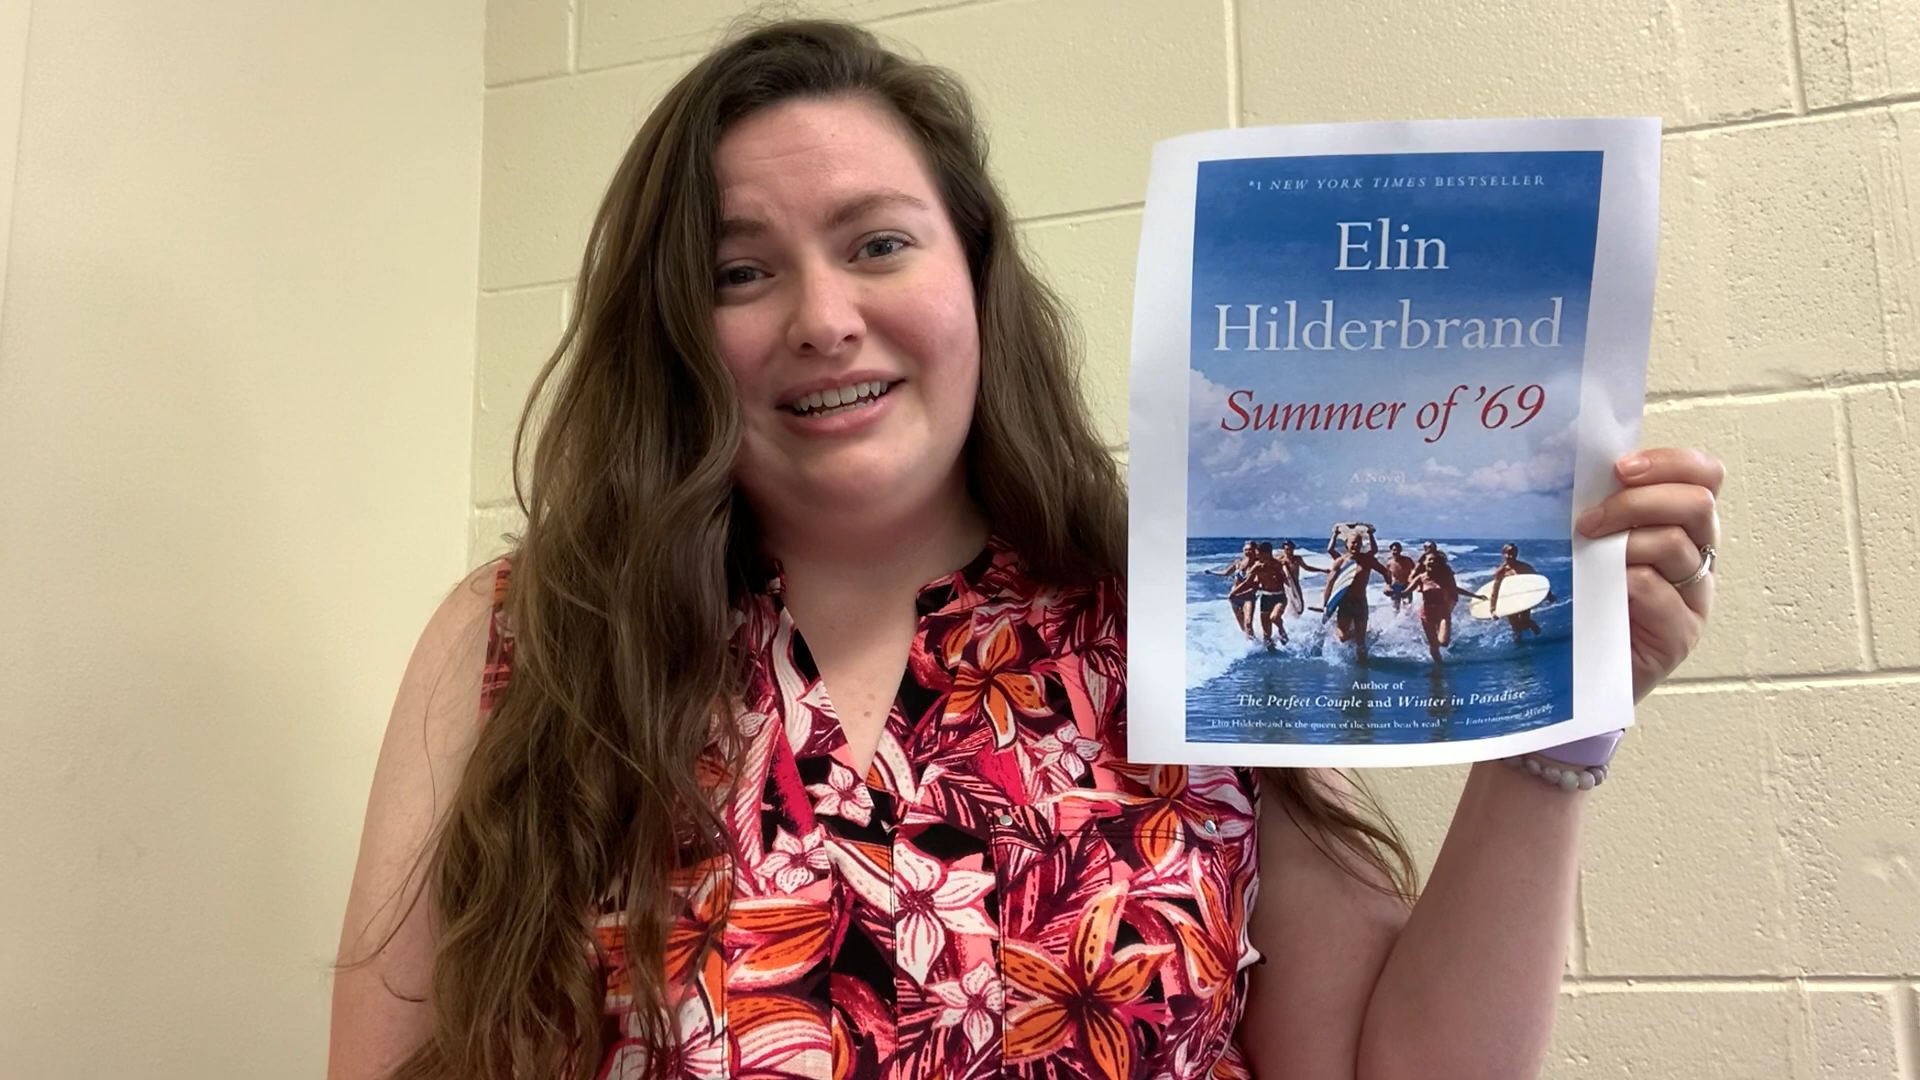 #1 NEW YORK TIMES BESTSELLER
Elin
Hilderbrand
Summer of ’69
A Novel
Author of
The Perfect Couple and Winter in Paradise
"Elin Hilderbrand is the queen of the smart beach read." —Entertainment Weekly